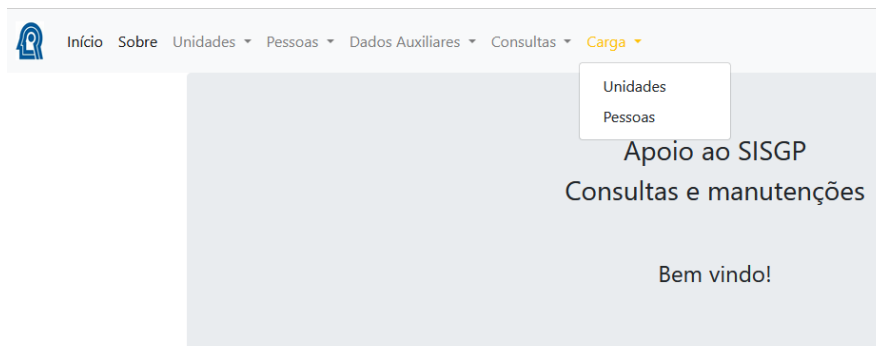 Início Sobre Unidades Pessoas Dados Auxiliares Consultas Carga
Unidades
Pessoas
Apoio ao SISGP
Consultas e manutenções
Bem vindo!